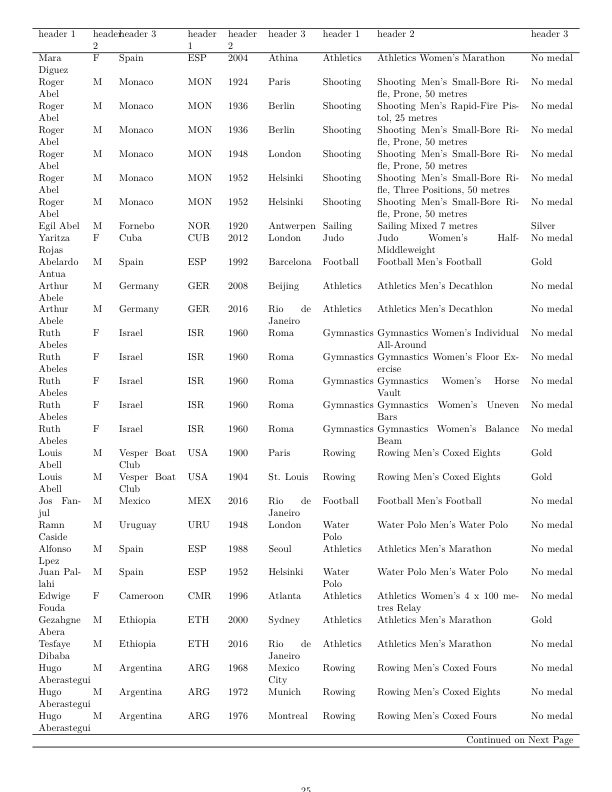 header 1 header 2 header 3 header 1 header 2 header 3 header 1 header 2 header 3
Mara Diguez F Spain ESP 2004 Athina Athletics Athletics Women's Marathon No medal
Roger Abel M Monaco MON 1924 Paris Shooting Shooting Men's Small-Bore Rifle, Prone, 50 metres No medal
Roger Abel M Monaco MON 1936 Berlin Shooting Shooting Men's Rapid-Fire Pistol, 25 metres No medal
Roger Abel M Monaco MON 1936 Berlin Shooting Shooting Men's Small-Bore Rifle, Prone, 50 metres No medal
Roger Abel M Monaco MON 1948 London Shooting Shooting Men's Small-Bore Rifle, Prone, 50 metres No medal
Roger Abel M Monaco MON 1952 Helsinki Shooting Shooting Men's Small-Bore Rifle, Three Positions, 50 metres No medal
Roger Abel M Monaco MON 1952 Helsinki Shooting Shooting Men's Small-Bore Rifle, Prone, 50 metres No medal
Egil Abel M Fornebo NOR 1920 Antwerpen Sailing Sailing Mixed 7 metres Silver
Yaritza Rojas F Cuba CUB 2012 London Judo Judo Women's Half-Middleweight No medal
Abelardo Antua M Spain ESP 1992 Barcelona Football Football Men's Football Gold
Arthur Abele M Germany GER 2008 Beijing Athletics Athletics Men's Decathlon No medal
Arthur Abele M Germany GER 2016 Rio de Janeiro Athletics Athletics Men's Decathlon No medal
Ruth Abeles F Israel ISR 1960 Roma Gymnastics Gymnastics Women's Individual All-Around No medal
Ruth Abeles F Israel ISR 1960 Roma Gymnastics Gymnastics Women's Floor Exercise No medal
Ruth Abeles F Israel ISR 1960 Roma Gymnastics Gymnastics Women's Horse Vault No medal
Ruth Abeles F Israel ISR 1960 Roma Gymnastics Gymnastics Women's Uneven Bars No medal
Ruth Abeles F Israel ISR 1960 Roma Gymnastics Gymnastics Women's Balance Beam No medal
Louis Abell M Vesper Boat Club USA 1900 Paris Rowing Rowing Men's Coxed Eights Gold
Louis Abell M Vesper Boat Club USA 1904 St. Louis Rowing Rowing Men's Coxed Eights Gold
Jos Fanjul M Mexico MEX 2016 Rio de Janeiro Football Football Men's Football No medal
Ramn Caside M Uruguay URU 1948 London Water Polo Water Polo Men's Water Polo No medal
Alfonso Lpez M Spain ESP 1988 Seoul Athletics Athletics Men's Marathon No medal
Juan Pallahi M Spain ESP 1952 Helsinki Water Polo Water Polo Men's Water Polo No medal
Edwige Fouda F Cameroon CMR 1996 Atlanta Athletics Athletics Women's 4 x 100 metres Relay No medal
Gezahgne Abera M Ethiopia ETH 2000 Sydney Athletics Athletics Men's Marathon Gold
Tesfaye Dibaba M Ethiopia ETH 2016 Rio de Janeiro Athletics Athletics Men's Marathon No medal
Hugo Aberastegui M Argentina ARG 1968 Mexico City Rowing Rowing Men's Coxed Fours No medal
Hugo Aberastegui M Argentina ARG 1972 Munich Rowing Rowing Men's Coxed Eights No medal
Hugo Aberastegui M Argentina ARG 1976 Montreal Rowing Rowing Men's Coxed Fours No medal
Continued on Next Page
25